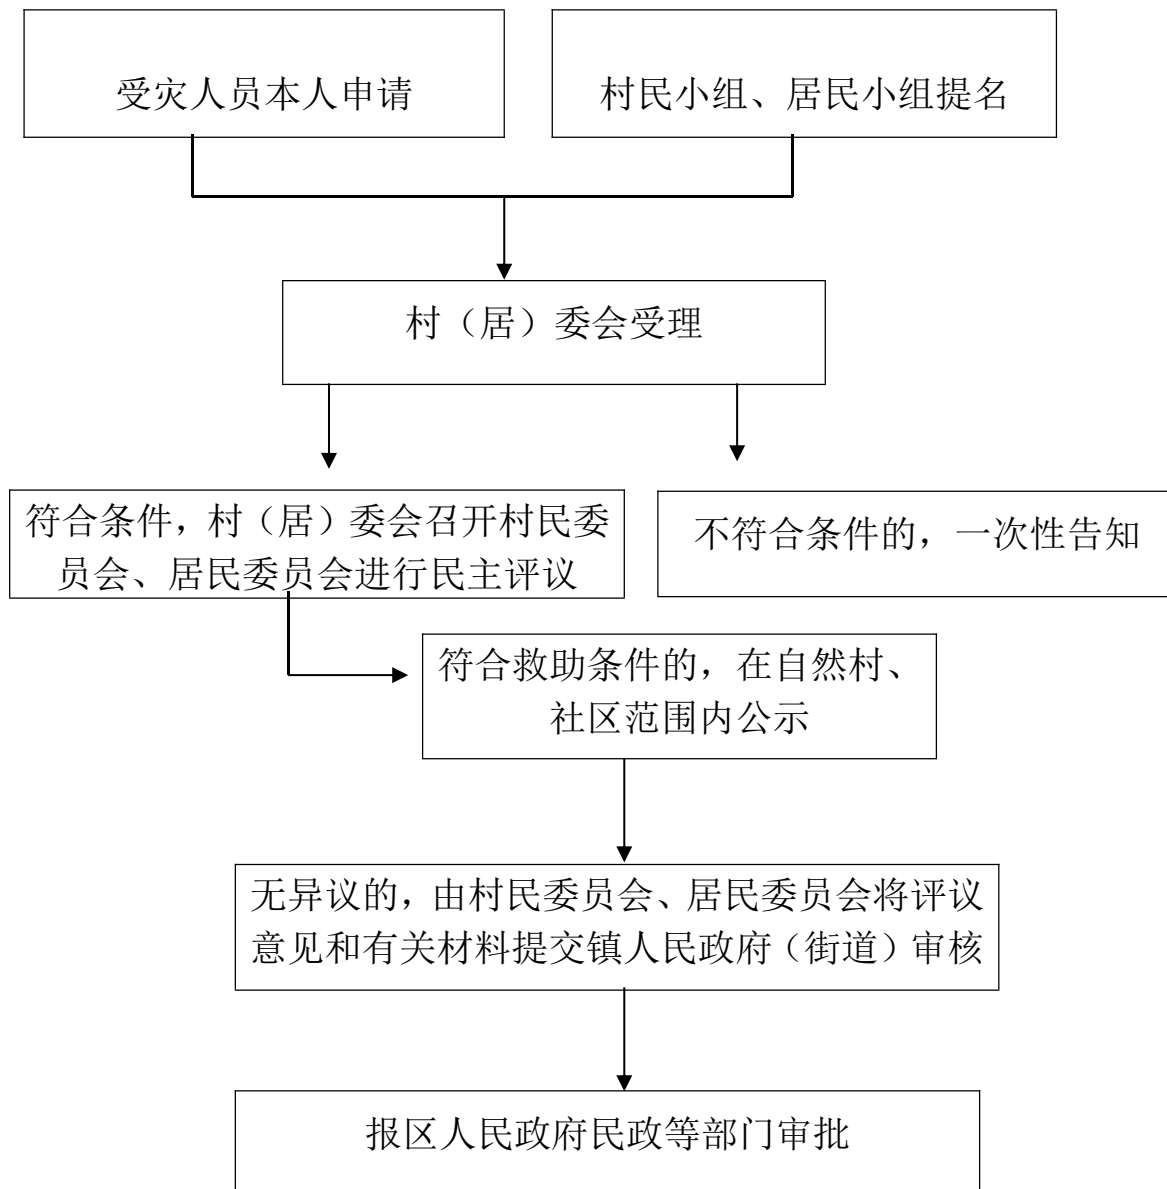 受灾人员本人申请
村民小组、居民小组提名
村（居）委会受理
符合条件，村（居）委会召开村民委
员会、居民委员会进行民主评议
不符合条件的，一次性告知
符合救助条件的，在自然村、
社区范围内公示
无异议的，由村民委员会、居民委员会将评议
意见和有关材料提交镇人民政府（街道）审核
报区人民政府民政等部门审批